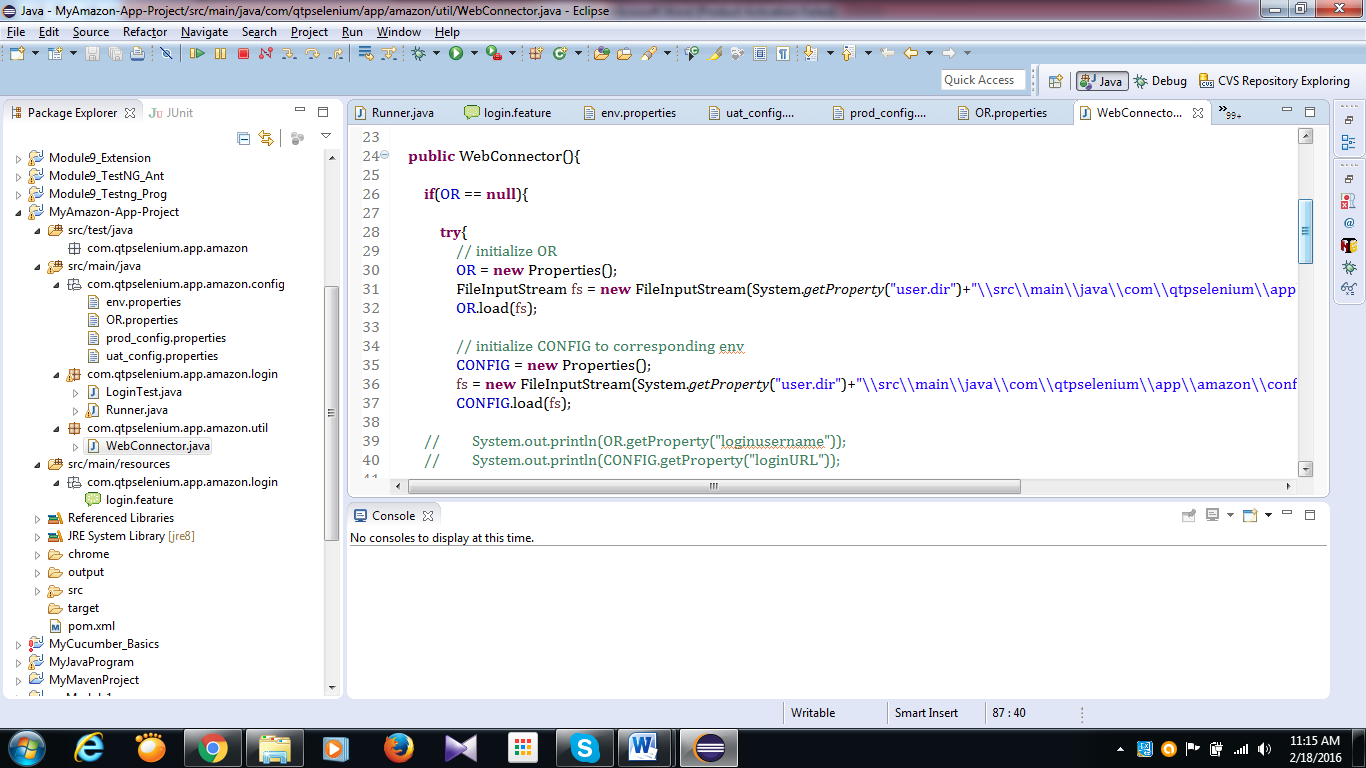 Java - MyAmazon-App-Project/src/main/java/com/qtpselenium/app/amazon/util/WebConnector.java - Eclipse
File Edit Source Refactor Navigate Search Project Run Window Help
Quick Access Java Debug CVS Repository Exploring
Package Explorer JUnit
Module9_Extension
Module9_TestNG_Ant
Module9_Testng_Prog
MyAmazon-App-Project
src/test/java
com.qtpselenium.app.amazon
src/main/java
com.qtpselenium.app.amazon.config
env.properties
OR.properties
prod_config.properties
uat_config.properties
com.qtpselenium.app.amazon.login
LoginTest.java
Runner.java
com.qtpselenium.app.amazon.util
WebConnector.java
src/main/resources
com.qtpselenium.app.amazon.login
login.feature
Referenced Libraries
JRE System Library [jre8]
chrome
output
src
target
pom.xml
MyCucumber_Basics
MyJavaProgram
MyMavenProject
Runner.java login.feature env.properties uat_config.... prod_config.... OR.properties WebConnecto... »99+
23
24 public WebConnector(){
25
26 if(OR == null){
27
28 try{
29 // initialize OR
30 OR = new Properties();
31 FileInputStream fs = new FileInputStream(System.getProperty("user.dir")+"\\src\\main\\java\\com\\qtpselenium\\app
32 OR.load(fs);
33
34 // initialize CONFIG to corresponding env
35 CONFIG = new Properties();
36 fs = new FileInputStream(System.getProperty("user.dir")+"\\src\\main\\java\\com\\qtpselenium\\app\\amazon\\conf
37 CONFIG.load(fs);
38
39 // System.out.println(OR.getProperty("loginusername"));
40 // System.out.println(CONFIG.getProperty("loginURL"));
Console
No consoles to display at this time.
Writable Smart Insert 87 : 40
11:15 AM
2/18/2016